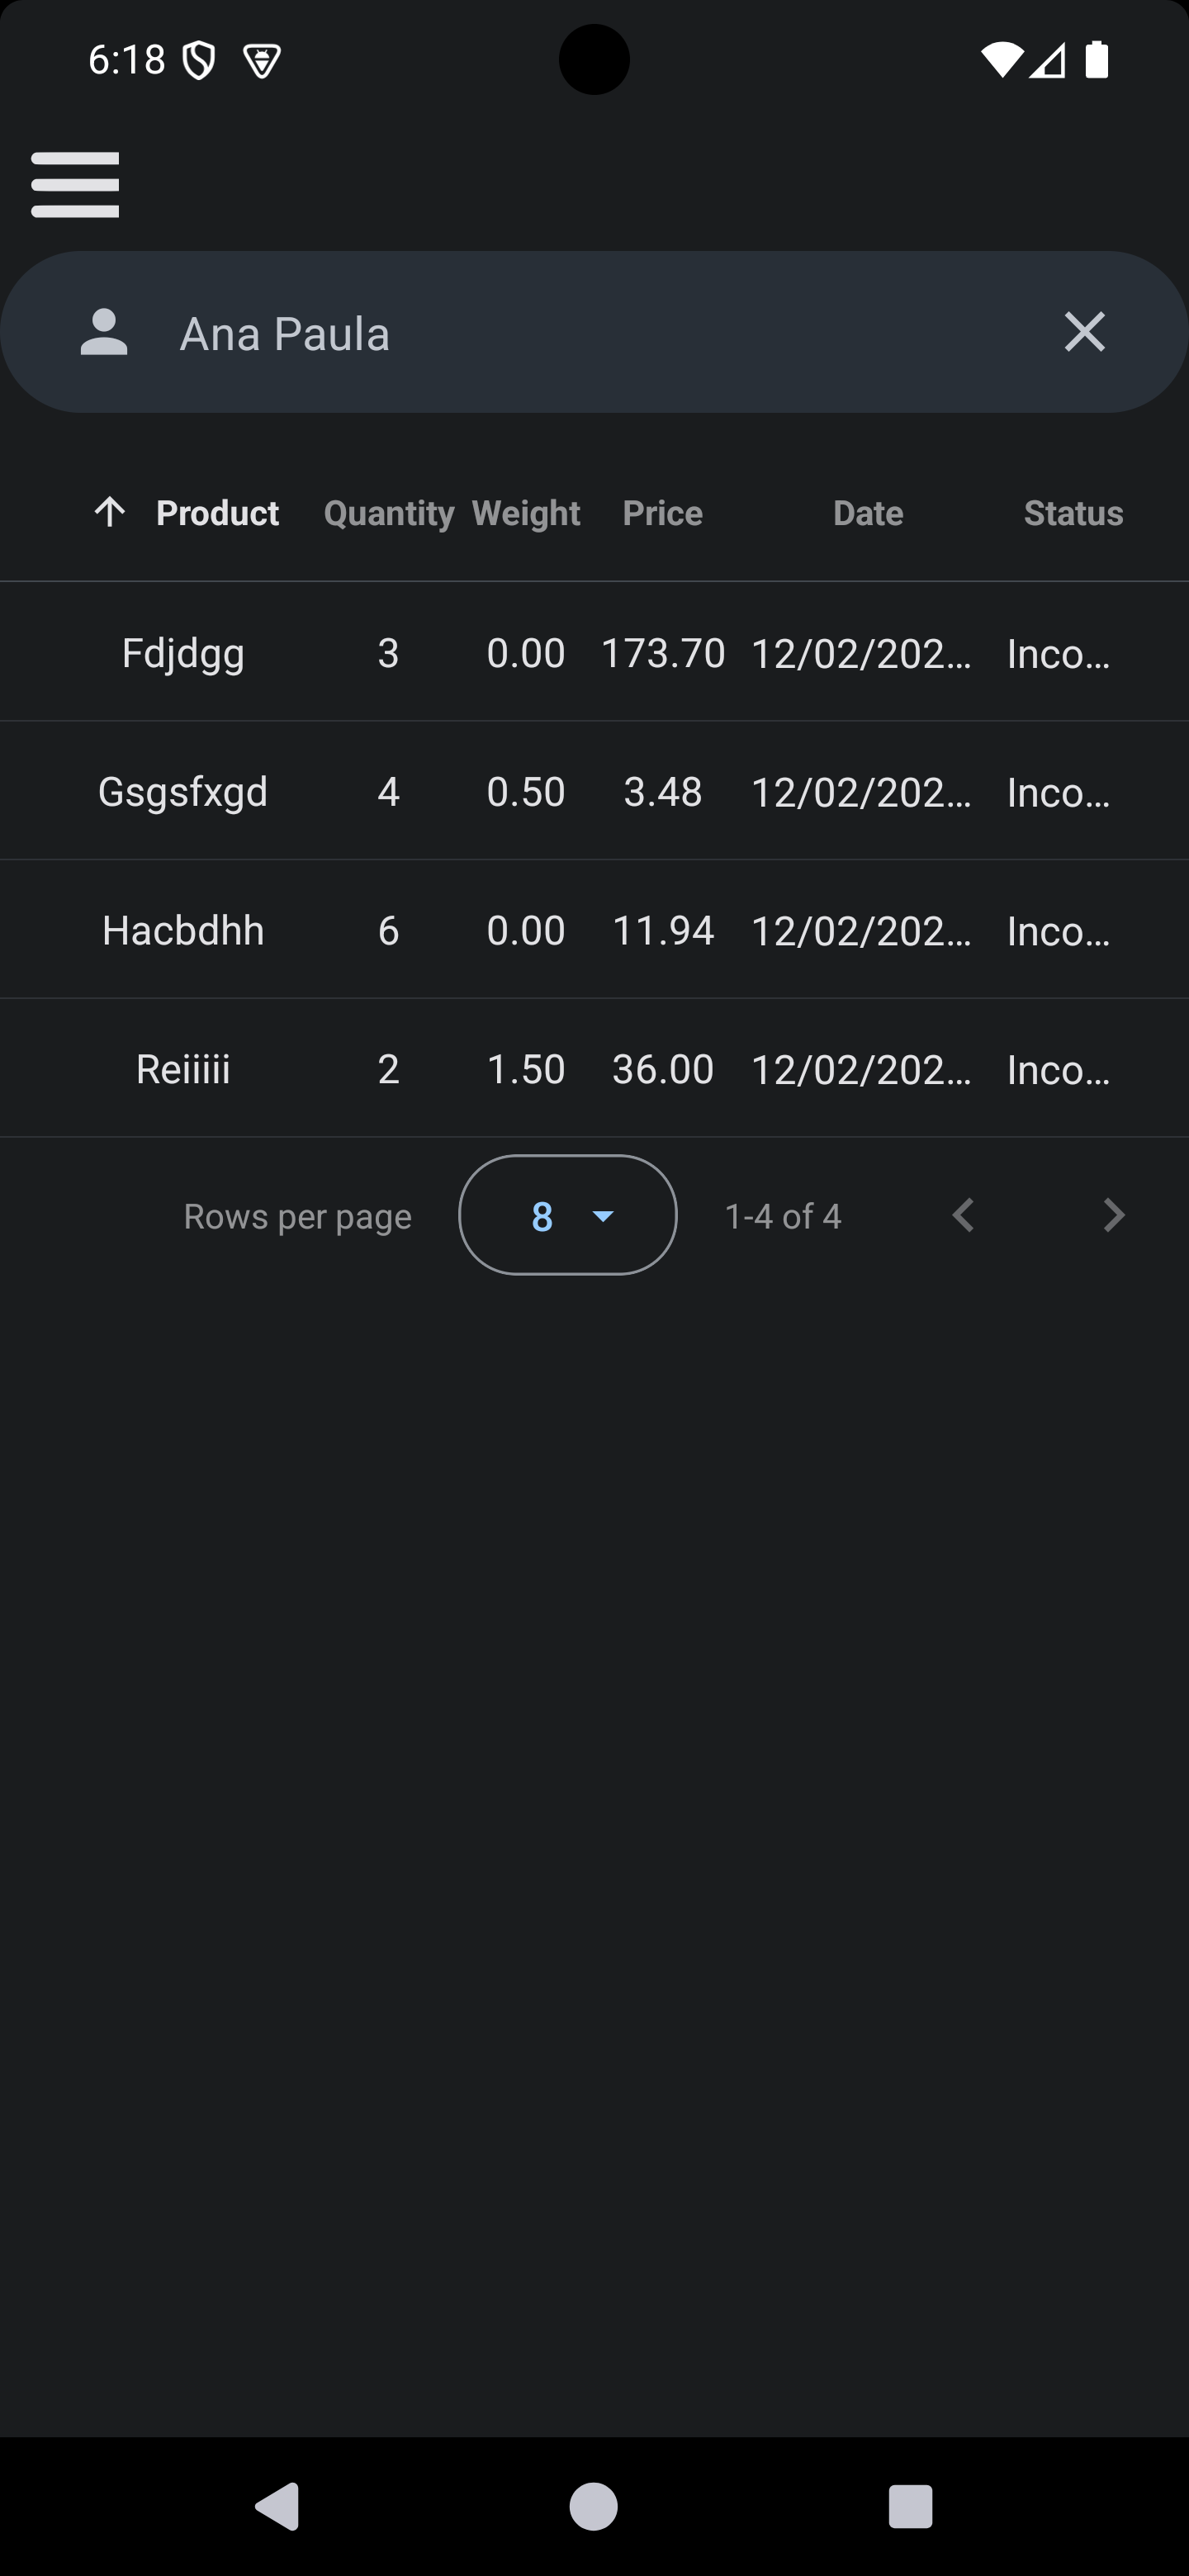 6:18
Ana Paula
Product Quantity Weight Price Date Status
Fdjdgg 3 0.00 173.70 12/02/202... Inco...
Gsgsfxgd 4 0.50 3.48 12/02/202... Inco...
Hacbdhh 6 0.00 11.94 12/02/202... Inco...
Reiiiii 2 1.50 36.00 12/02/202... Inco...
Rows per page 8 1-4 of 4